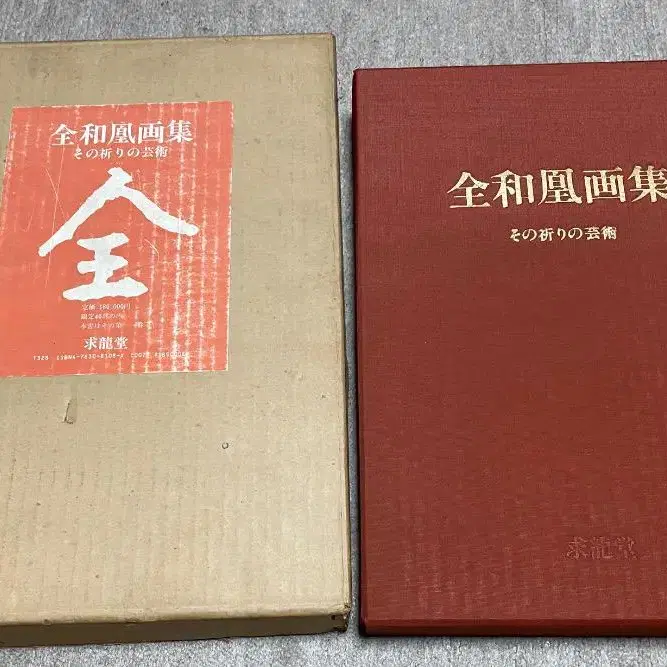 全和凰画集
その祈りの芸術
全
求龍堂
全和凰画集
その祈りの芸術
求龍堂